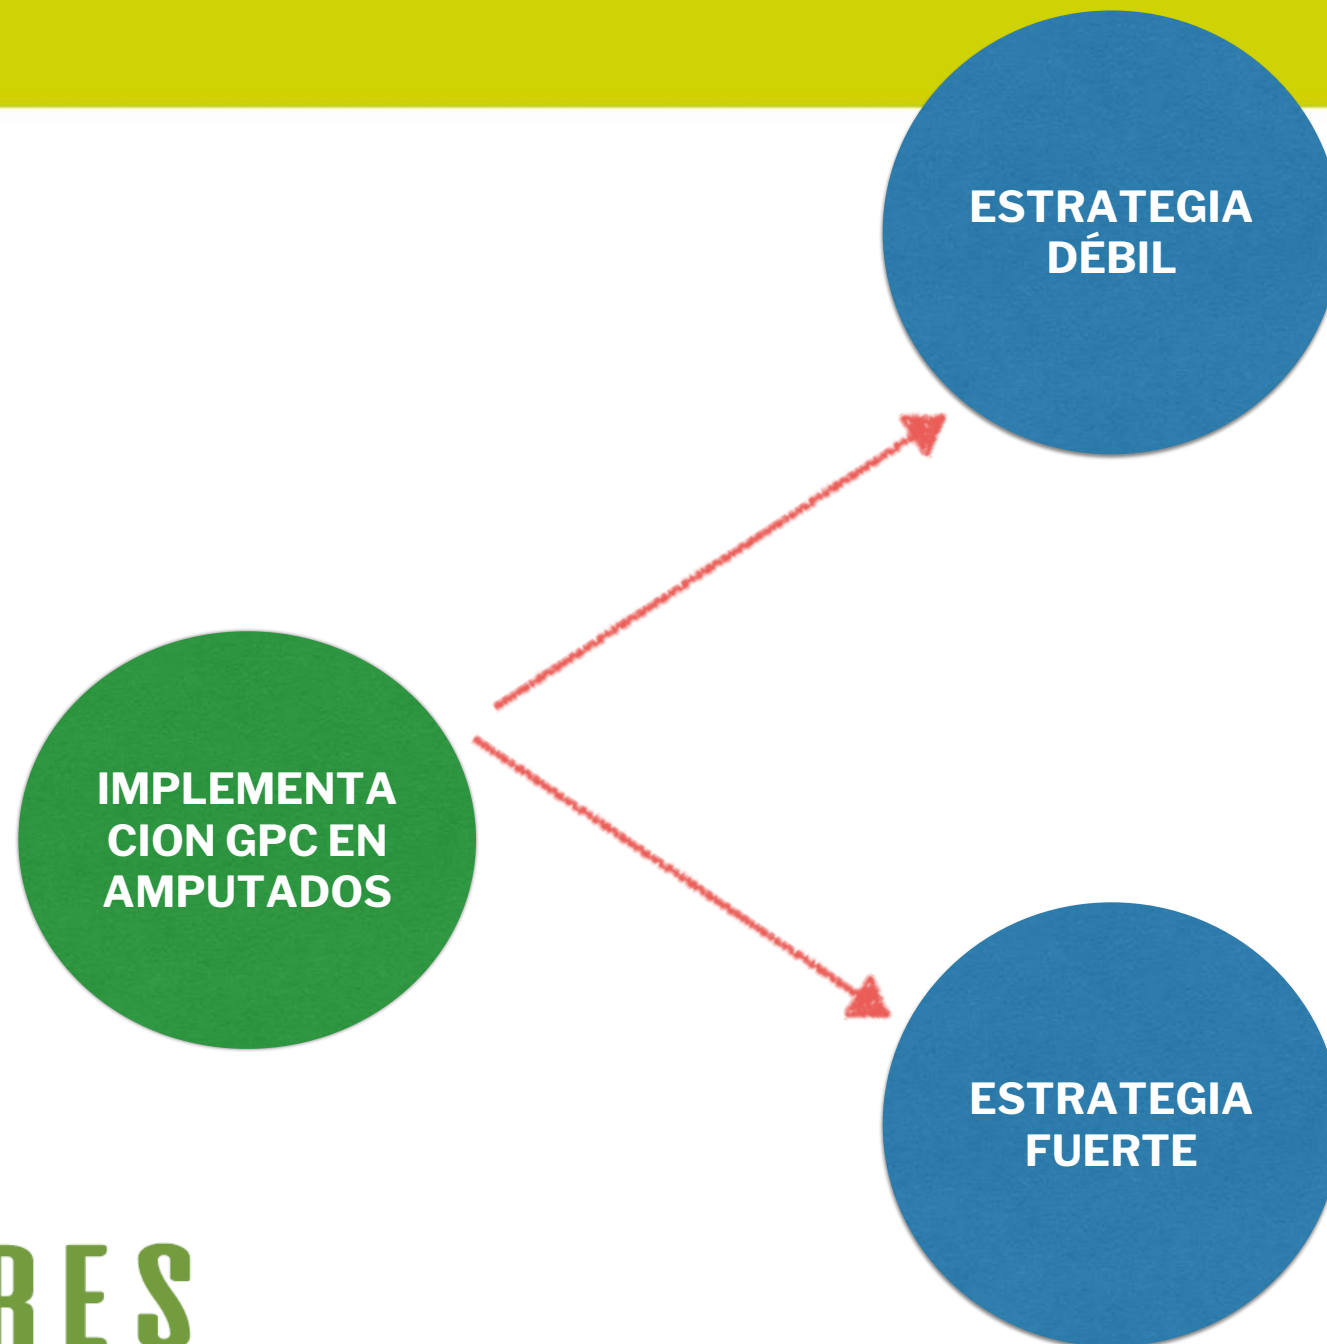 ESTRATEGIA
DÉBIL
IMPLEMENTA
CION GPC EN
AMPUTADOS
ESTRATEGIA
FUERTE
RES